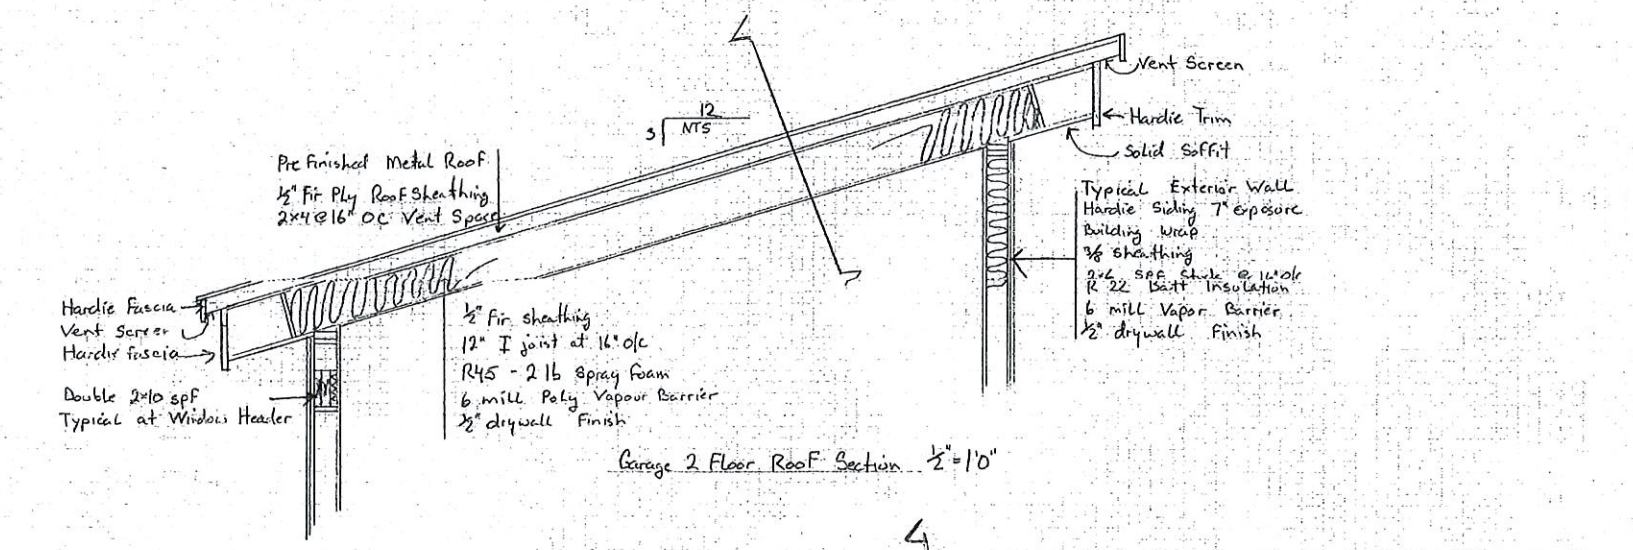 Vent Screen
12
3
NTS
Hardie Trim
Solid Soffit
Pre Finished Metal Roof
½" Fir Ply Roof Sheathing
2x4@16" OC Vent Space
Typical Exterior Wall
Hardie Siding 7" exposure
Building Wrap
⅜ sheathing
2x6 SPF Studs @ 16" o/c
R 22 Batt Insulation
6 mill Vapor Barrier
½" drywall Finish
Hardie Fascia
Vent Screen
Hardie fascia
Double 2x10 SPF
Typical at Window Header
½" Fir sheathing
12" I joist at 16" o/c
R45 - 2 lb Spray Foam
6 mill Poly Vapour Barrier
½" drywall Finish
Garage 2 Floor Roof Section ½"=1'0"
4